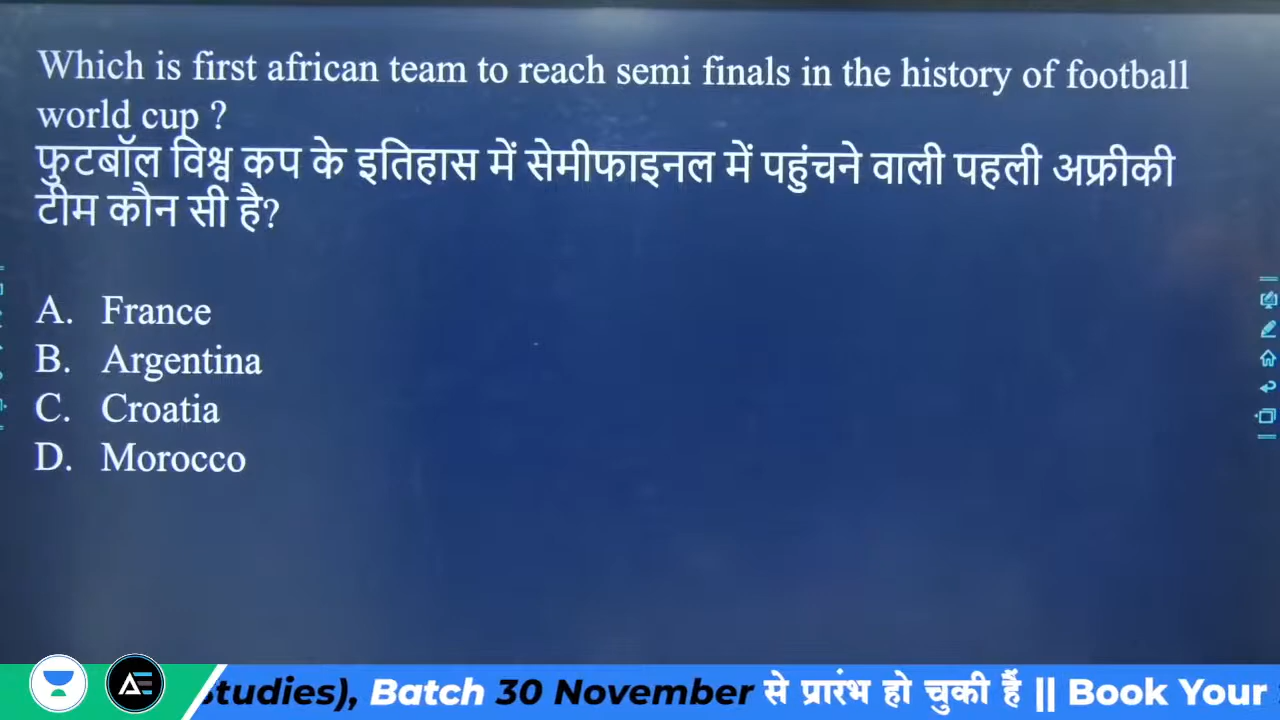 Which is first african team to reach semi finals in the history of football
world cup ?
फुटबॉल विश्व कप के इतिहास में सेमीफाइनल में पहुंचने वाली पहली अफ्रीकी
टीम कौन सी है?
A. France
B. Argentina
C. Croatia
D. Morocco
Studies), Batch 30 November से प्रारंभ हो चुकी हैं || Book Your